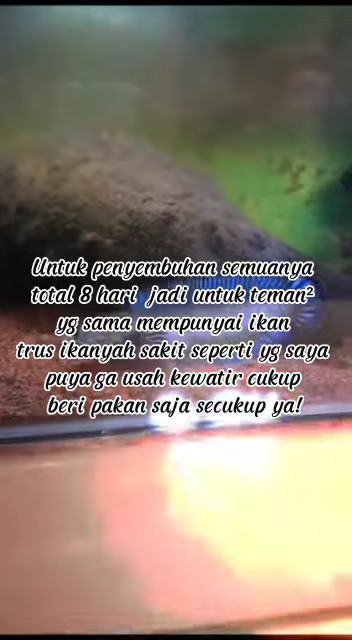 Untuk penyembuhan semuanya
total 8 hari jadi untuk teman²
yg sama mempunyai ikan
trus ikanyah sakit seperti yg saya
puya ga usah kewatir cukup
beri pakan saja secukup ya!